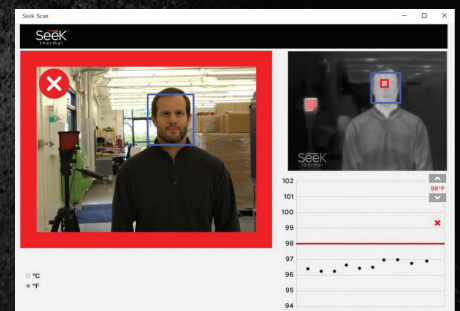 Seek Scan
Seek
thermal
Seek
thermal
102
98°F
101
100
99
98
97
96
95
94
°C
°F